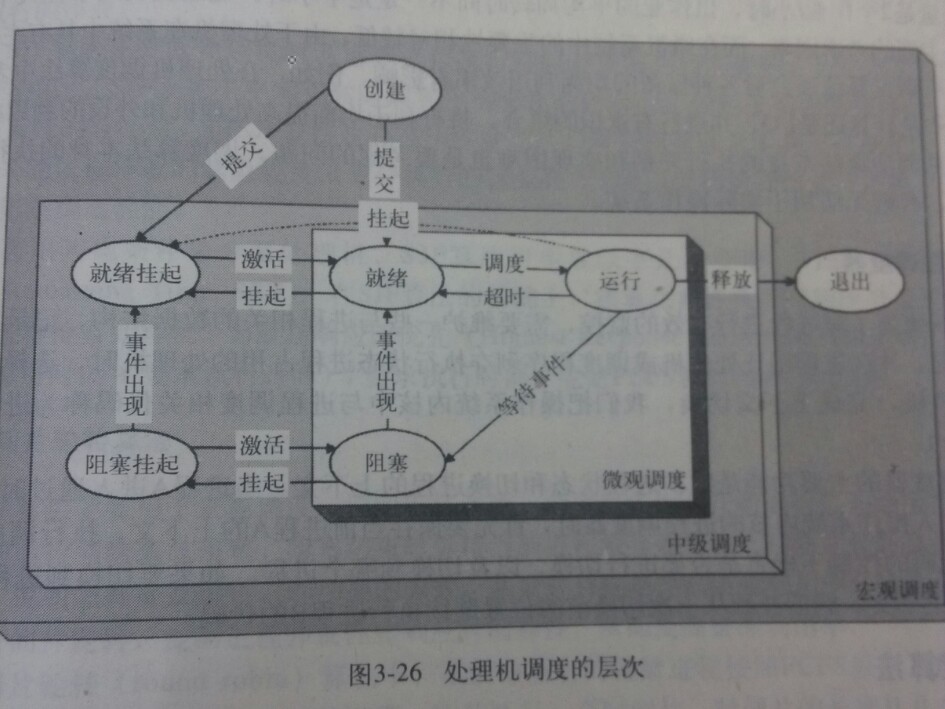 创建
提交
提交
挂起
就绪挂起
激活
就绪
调度
运行
释放
退出
挂起
超时
事件出现
事件出现
等待事件
阻塞挂起
激活
阻塞
挂起
微观调度
中级调度
宏观调度
图3-26 处理机调度的层次